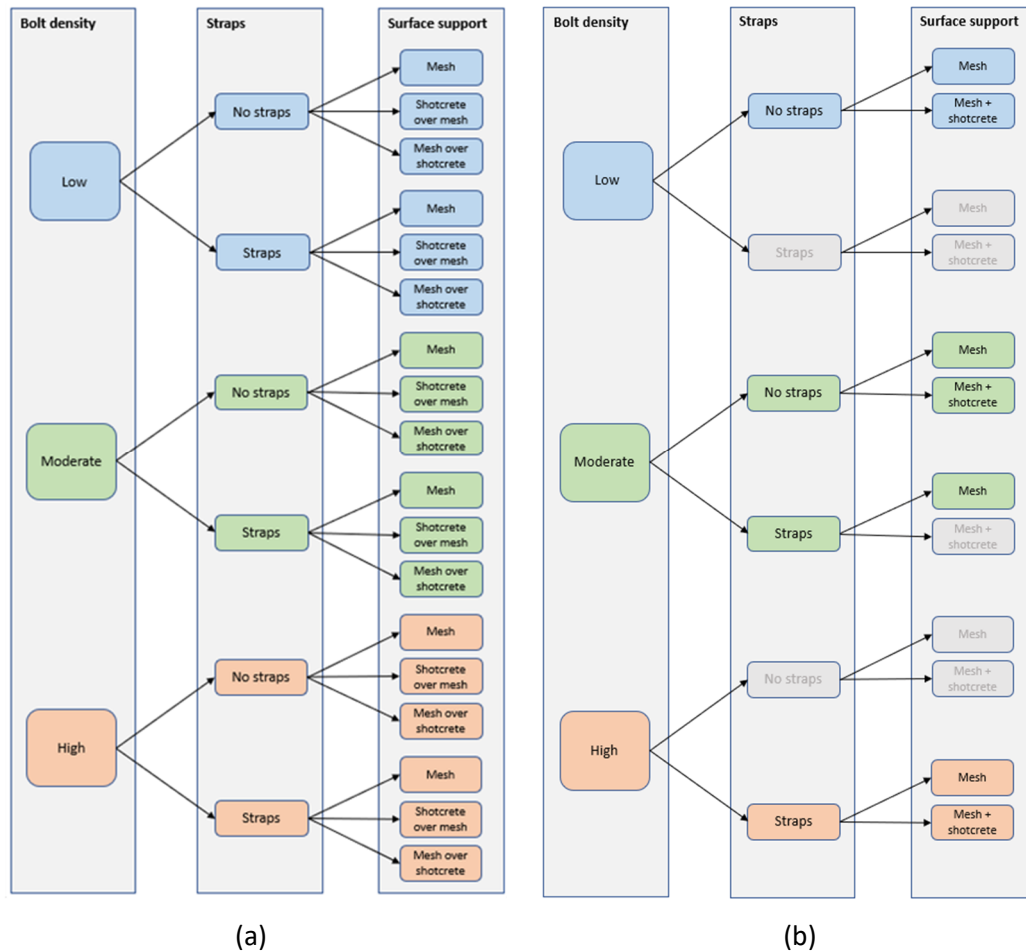 Bolt density
Straps
Surface support
Low
No straps
Mesh
Shotcrete
over mesh
Mesh over
shotcrete
Straps
Mesh
Shotcrete
over mesh
Mesh over
shotcrete
Moderate
No straps
Mesh
Shotcrete
over mesh
Mesh over
shotcrete
Straps
Mesh
Shotcrete
over mesh
Mesh over
shotcrete
High
No straps
Mesh
Shotcrete
over mesh
Mesh over
shotcrete
Straps
Mesh
Shotcrete
over mesh
Mesh over
shotcrete
(a)
Bolt density
Straps
Surface support
Low
No straps
Mesh
Mesh +
shotcrete
Straps
Mesh
Mesh +
shotcrete
Moderate
No straps
Mesh
Mesh +
shotcrete
Straps
Mesh
Mesh +
shotcrete
High
No straps
Mesh
Mesh +
shotcrete
Straps
Mesh
Mesh +
shotcrete
(b)